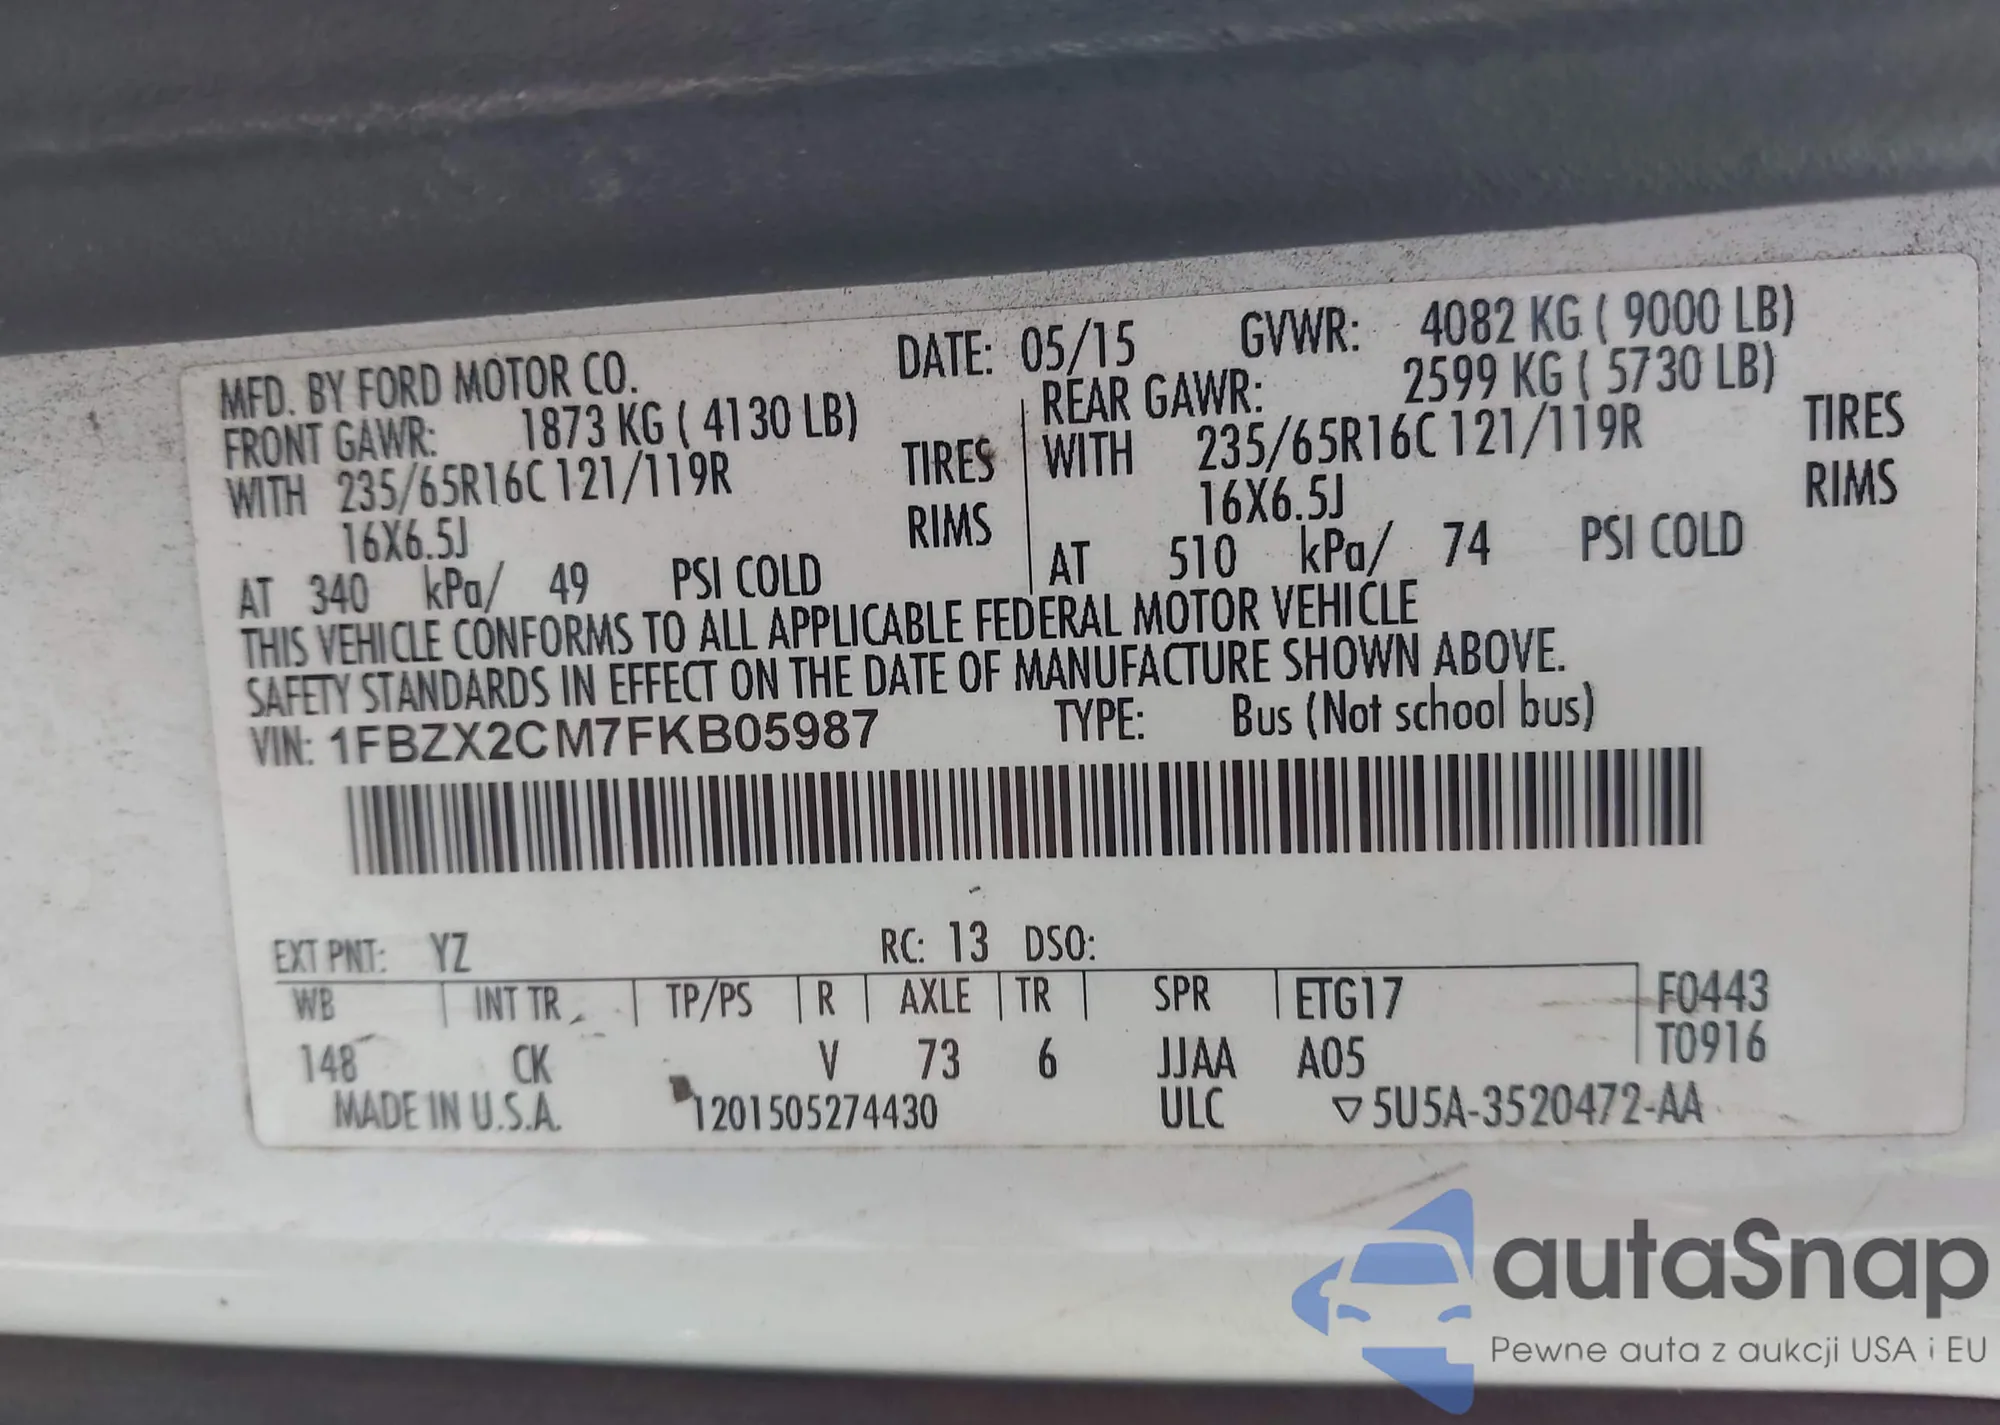 MFD. BY FORD MOTOR CO. DATE: 05/15 GVWR: 4082 KG ( 9000 LB)
FRONT GAWR: 1873 KG ( 4130 LB) REAR GAWR: 2599 KG ( 5730 LB)
WITH 235/65R16C 121/119R TIRES WITH 235/65R16C 121/119R TIRES
16X6.5J RIMS 16X6.5J RIMS
AT 340 kPa/ 49 PSI COLD AT 510 kPa/ 74 PSI COLD
THIS VEHICLE CONFORMS TO ALL APPLICABLE FEDERAL MOTOR VEHICLE
SAFETY STANDARDS IN EFFECT ON THE DATE OF MANUFACTURE SHOWN ABOVE.
VIN: 1FBZX2CM7FKB05987 TYPE: Bus (Not school bus)
EXT PNT: YZ RC: 13 DSO:
WB INT TR TP/PS R AXLE TR SPR ETG17 F0443
148 CK V 73 6 JJAA A05 T0916
MADE IN U.S.A. 1201505274430 ULC ▽5U5A-3520472-AA
autaSnap
Pewne auta z aukcji USA i EU